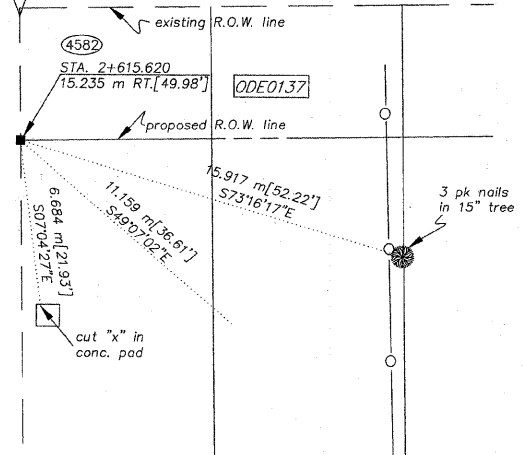 existing R.O.W. line
4582
STA. 2+615.620
15.235 m RT.[49.98']
ODE0137
proposed R.O.W. line
15.917 m[52.22']
S73°16'17"E
11.159 m[36.61']
S49°07'02"E
6.684 m[21.93']
S07°04'27"E
3 pk nails
in 15" tree
cut "x" in
conc. pad